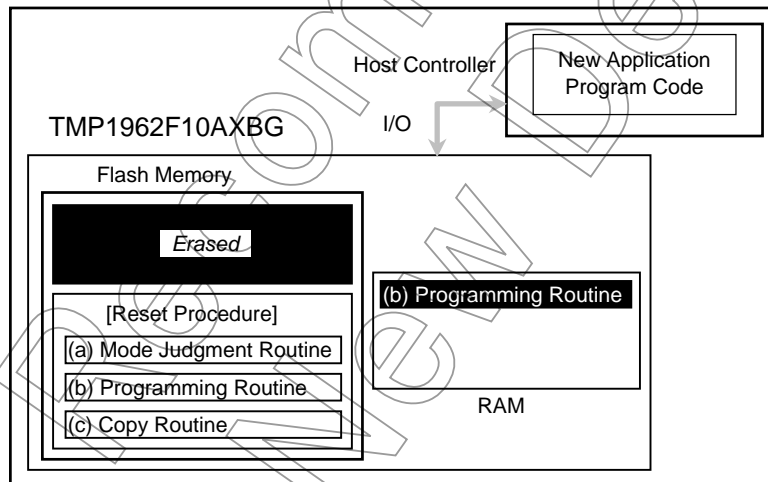 Host Controller
New Application
Program Code
TMP1962F10AXBG
I/O
Flash Memory
Erased
[Reset Procedure]
(a) Mode Judgment Routine
(b) Programming Routine
(c) Copy Routine
(b) Programming Routine
RAM